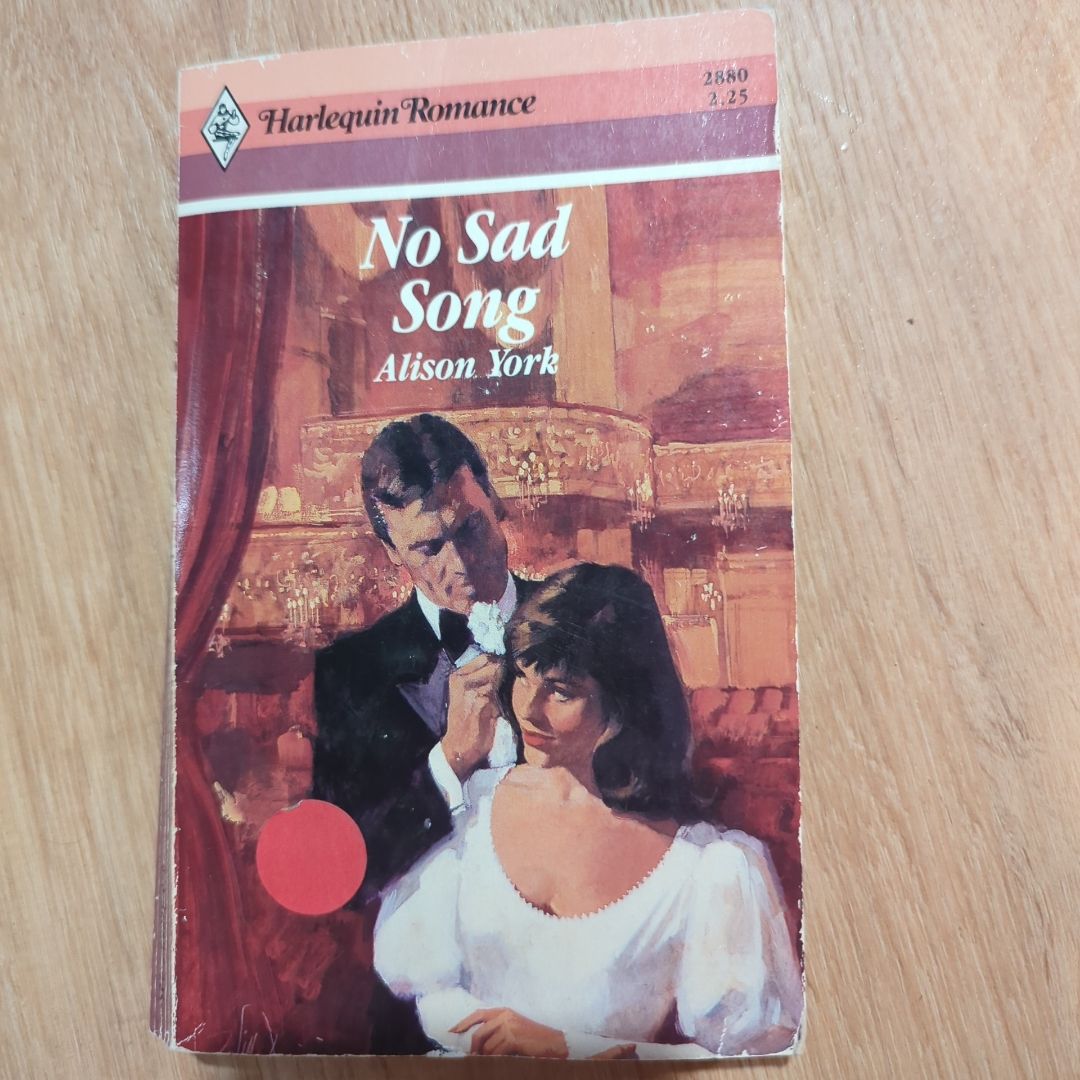 Harlequin Romance
2880
2.25
No Sad
Song
Alison York